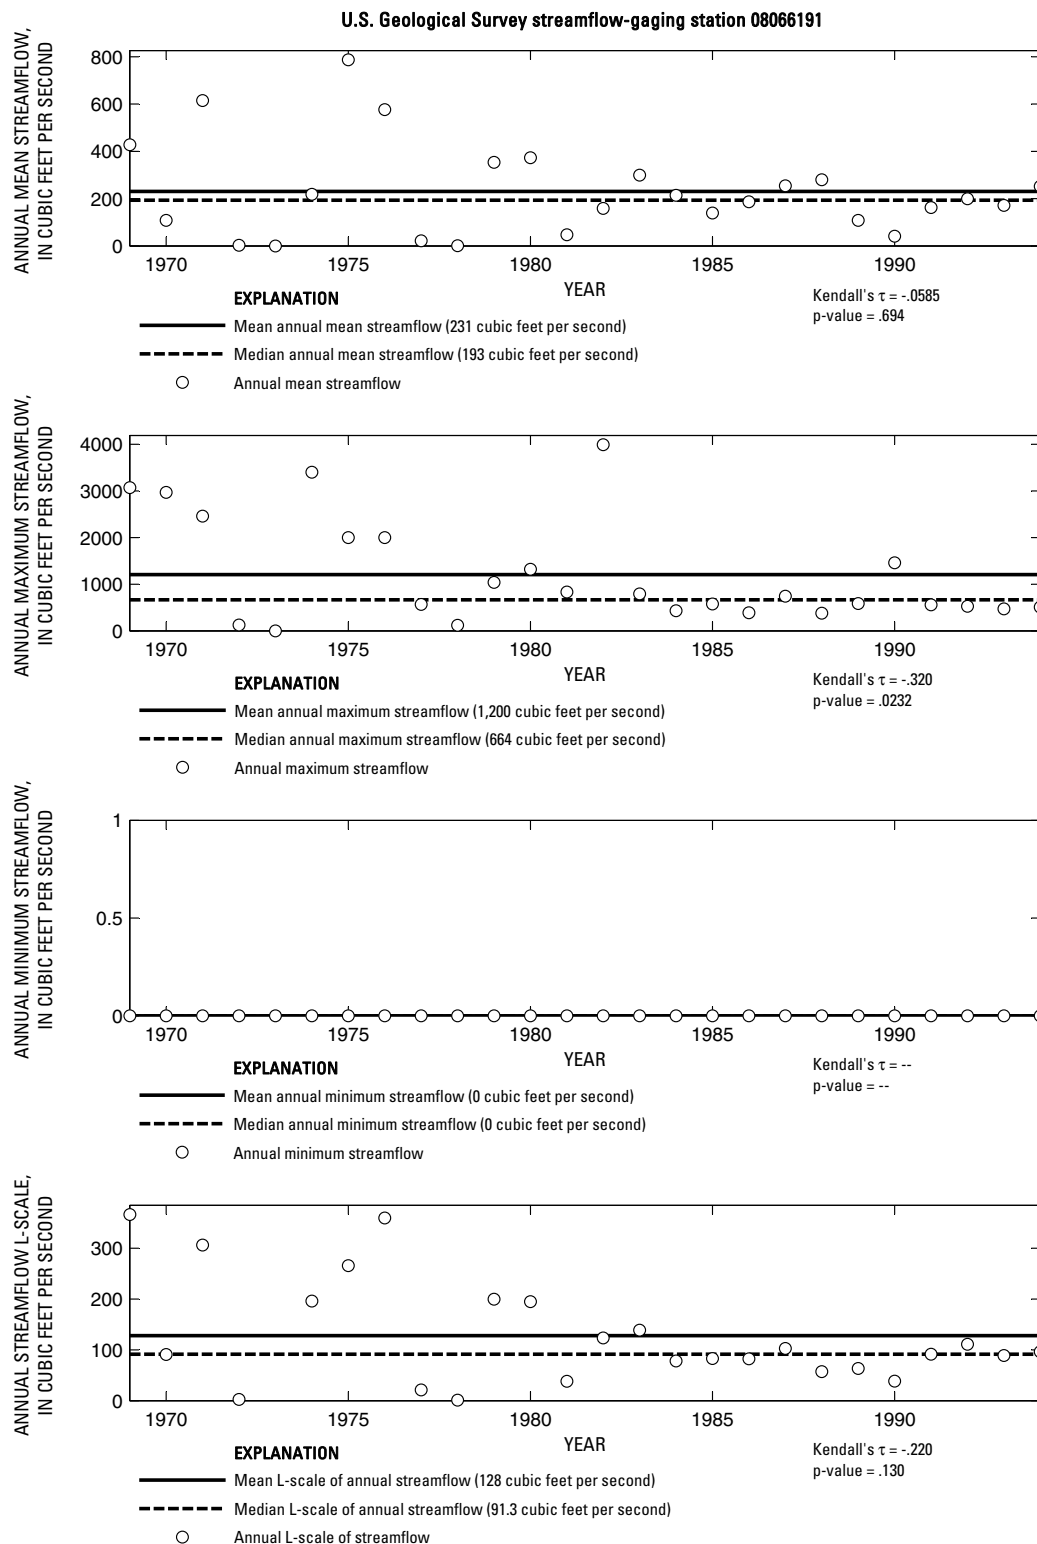 U.S. Geological Survey streamflow-gaging station 08066191
ANNUAL MEAN STREAMFLOW,
IN CUBIC FEET PER SECOND
800
600
400
200
0
1970 1975 1980 1985 1990
YEAR
Kendall's τ = -.0585
p-value = .694
EXPLANATION
Mean annual mean streamflow (231 cubic feet per second)
Median annual mean streamflow (193 cubic feet per second)
Annual mean streamflow
ANNUAL MAXIMUM STREAMFLOW,
IN CUBIC FEET PER SECOND
4000
3000
2000
1000
0
1970 1975 1980 1985 1990
YEAR
Kendall's τ = -.320
p-value = .0232
EXPLANATION
Mean annual maximum streamflow (1,200 cubic feet per second)
Median annual maximum streamflow (664 cubic feet per second)
Annual maximum streamflow
ANNUAL MINIMUM STREAMFLOW,
IN CUBIC FEET PER SECOND
1
0.5
0
1970 1975 1980 1985 1990
YEAR
Kendall's τ = --
p-value = --
EXPLANATION
Mean annual minimum streamflow (0 cubic feet per second)
Median annual minimum streamflow (0 cubic feet per second)
Annual minimum streamflow
ANNUAL STREAMFLOW L-SCALE,
IN CUBIC FEET PER SECOND
300
200
100
0
1970 1975 1980 1985 1990
YEAR
Kendall's τ = -.220
p-value = .130
EXPLANATION
Mean L-scale of annual streamflow (128 cubic feet per second)
Median L-scale of annual streamflow (91.3 cubic feet per second)
Annual L-scale of streamflow